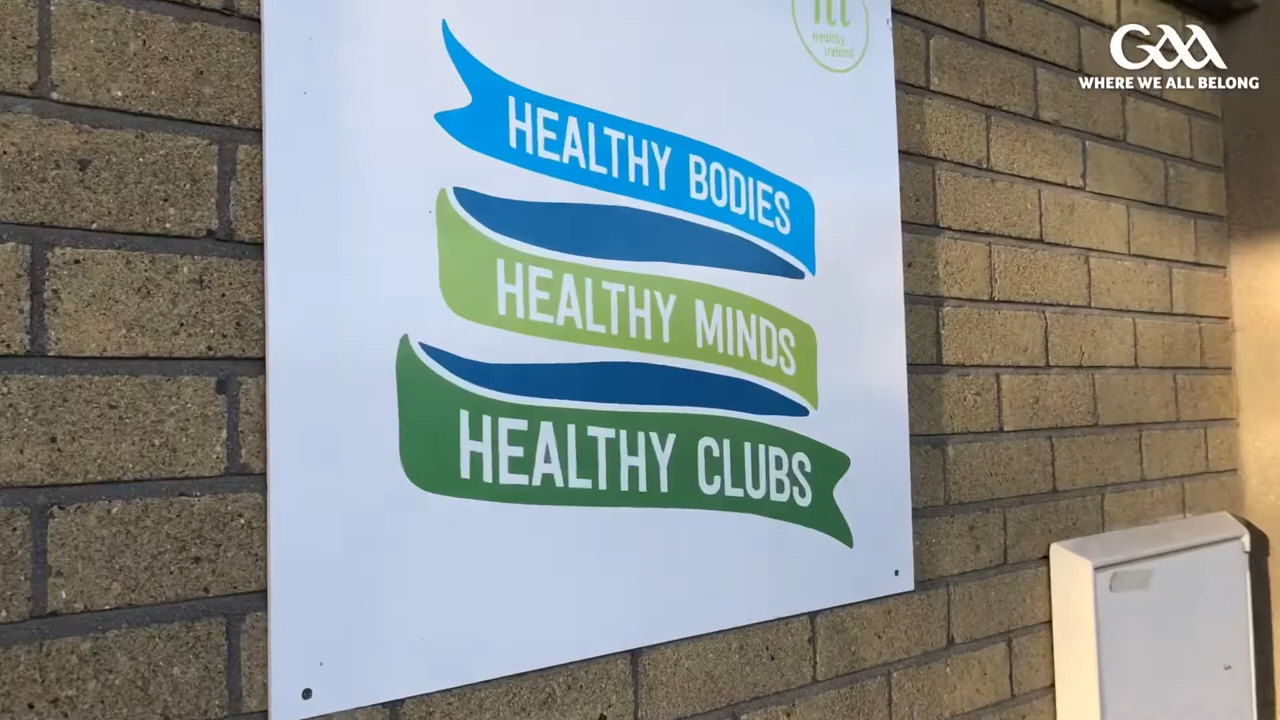 Healthy
Ireland
GAA
WHERE WE ALL BELONG
HEALTHY BODIES
HEALTHY MINDS
HEALTHY CLUBS